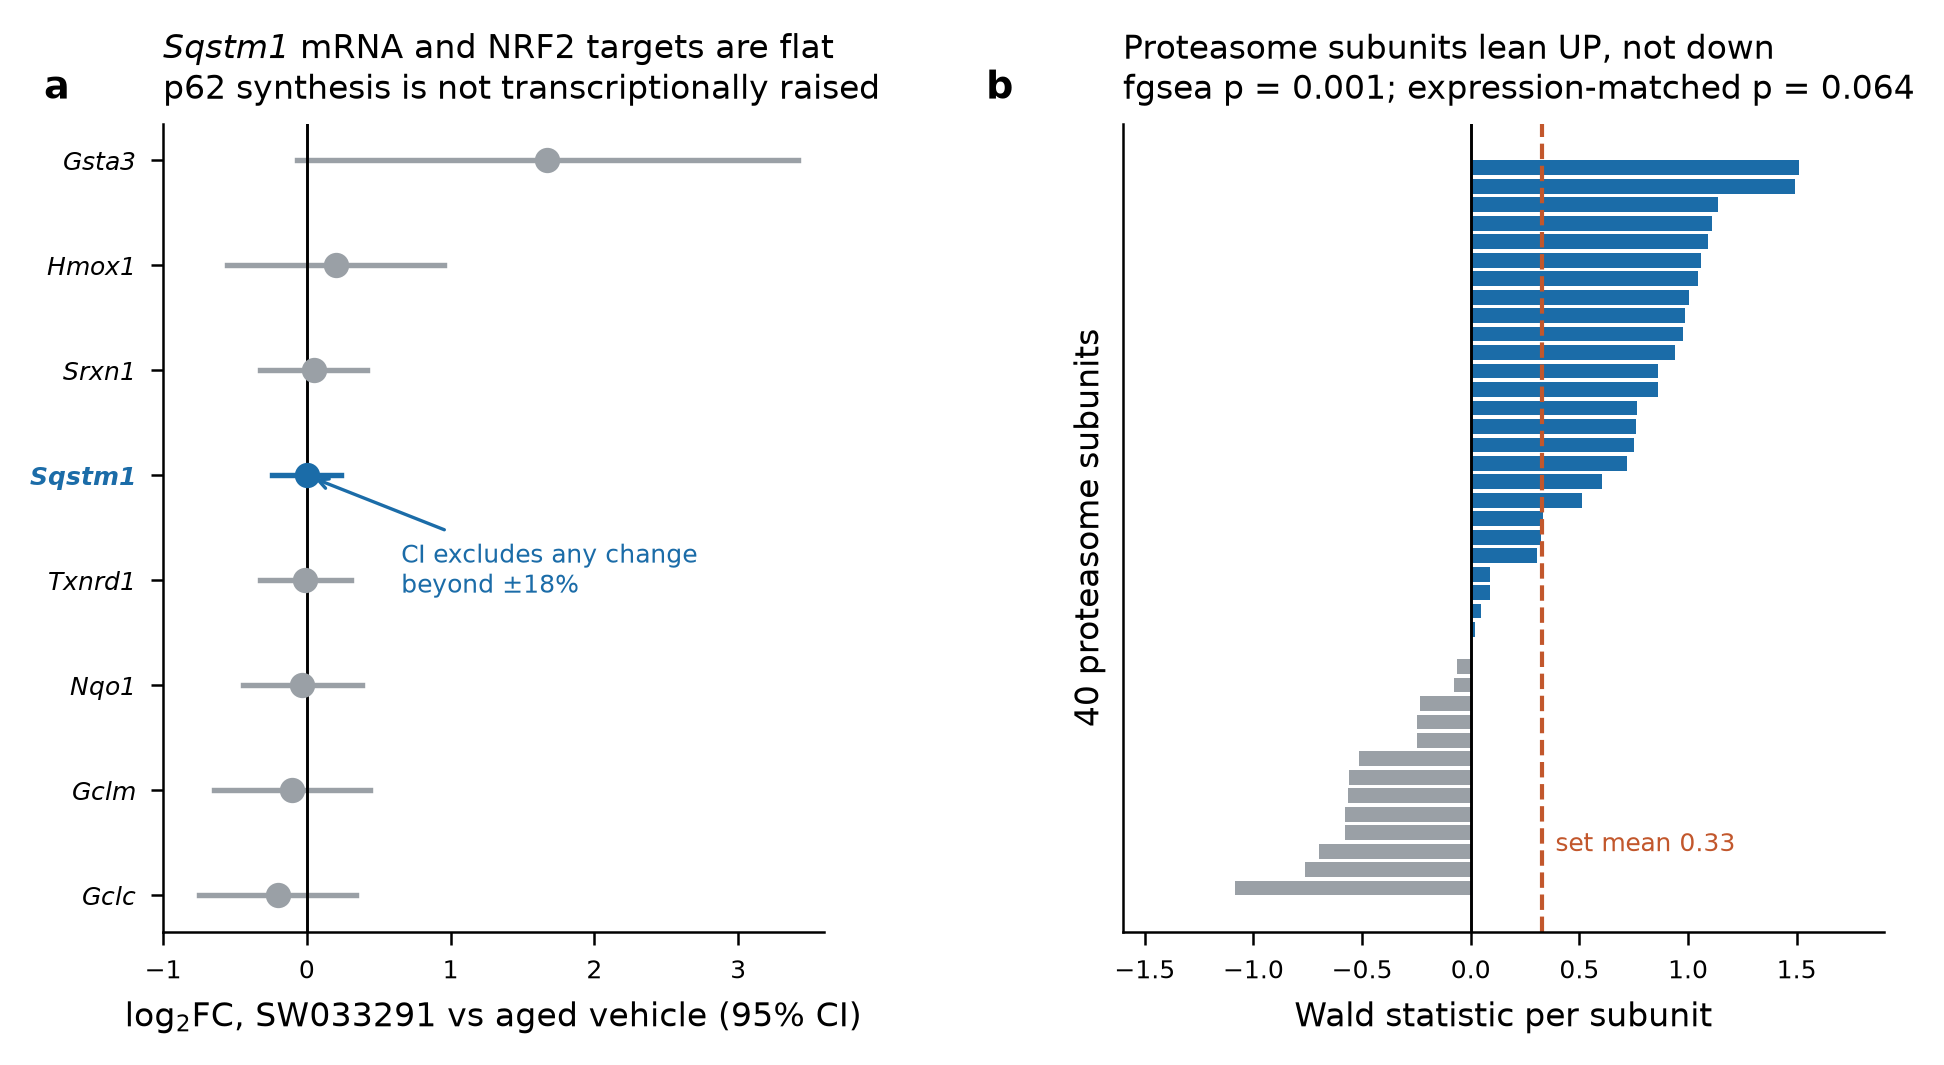 a
Sqstm1 mRNA and NRF2 targets are flat
p62 synthesis is not transcriptionally raised
Gsta3
Hmox1
Srxn1
Sqstm1
Txnrd1
Nqo1
Gclm
Gclc
CI excludes any change
beyond ±18%
−1 0 1 2 3
log₂FC, SW033291 vs aged vehicle (95% CI)
b
Proteasome subunits lean UP, not down
fgsea p = 0.001; expression-matched p = 0.064
40 proteasome subunits
set mean 0.33
−1.5 −1.0 −0.5 0.0 0.5 1.0 1.5
Wald statistic per subunit